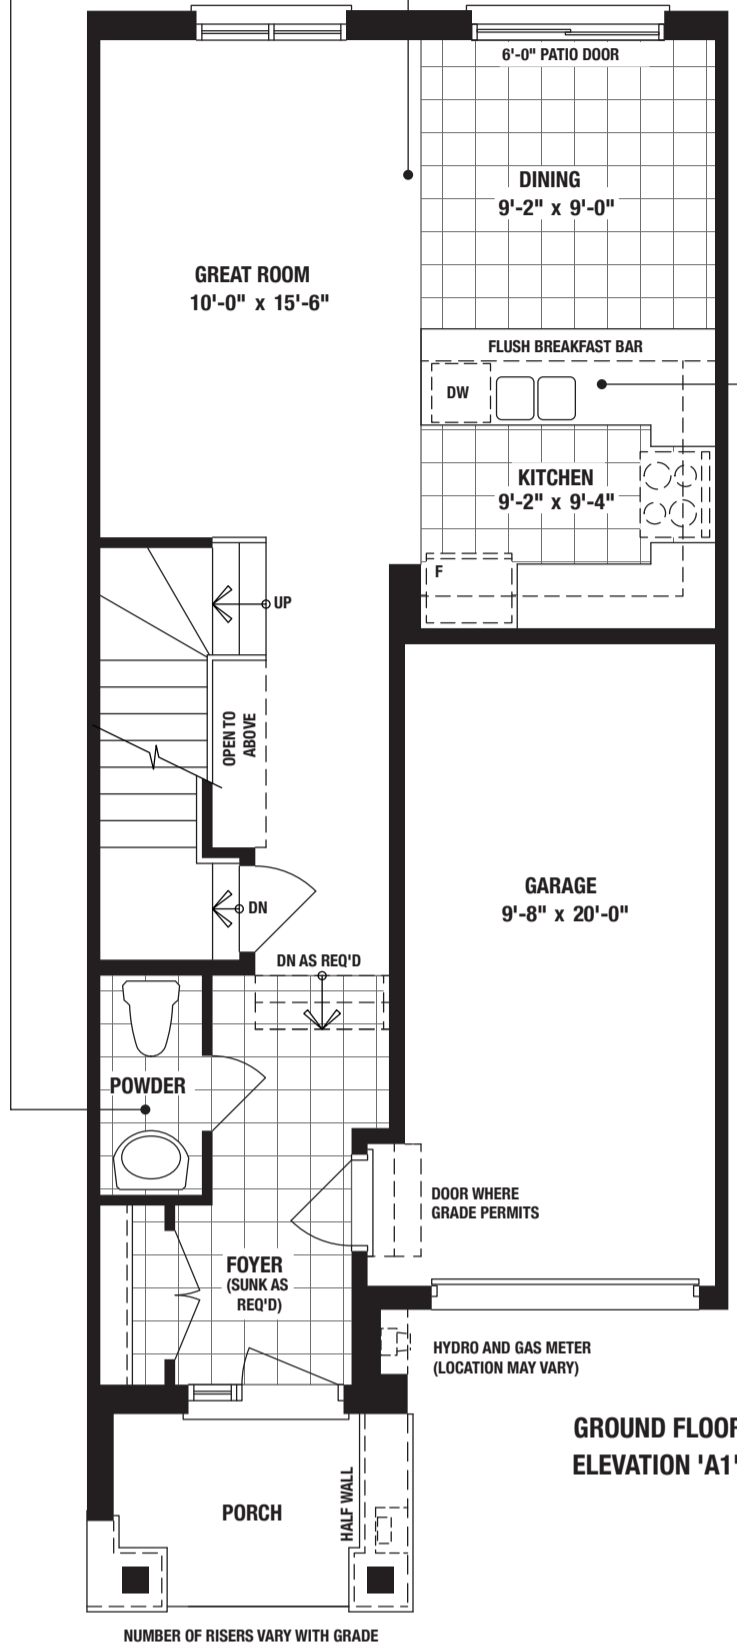 6'-0" PATIO DOOR
DINING
9'-2" x 9'-0"
GREAT ROOM
10'-0" x 15'-6"
FLUSH BREAKFAST BAR
DW
KITCHEN
9'-2" x 9'-4"
F
UP
OPEN TO
ABOVE
GARAGE
9'-8" x 20'-0"
DN
DN AS REQ'D
POWDER
DOOR WHERE
GRADE PERMITS
FOYER
(SUNK AS
REQ'D)
HYDRO AND GAS METER
(LOCATION MAY VARY)
GROUND FLOOR
ELEVATION 'A1'
HALF WALL
PORCH
NUMBER OF RISERS VARY WITH GRADE